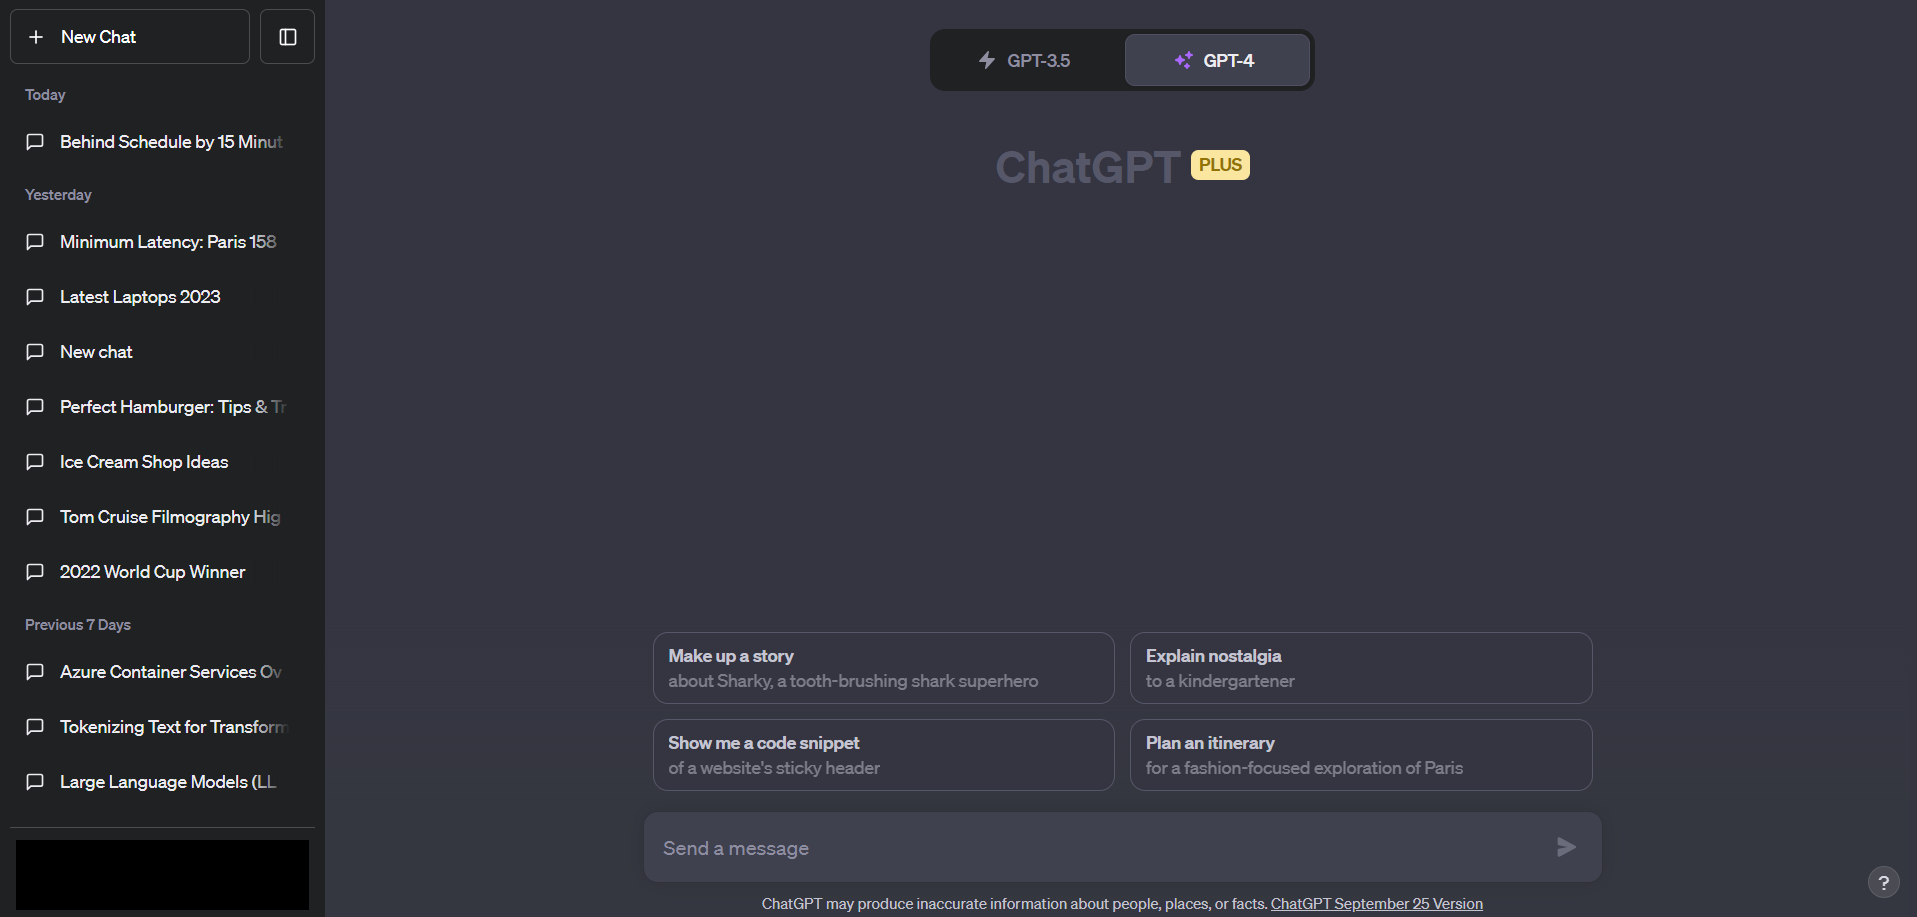 New Chat
Today
Behind Schedule by 15 Minut
Yesterday
Minimum Latency: Paris 158
Latest Laptops 2023
New chat
Perfect Hamburger: Tips & Tr
Ice Cream Shop Ideas
Tom Cruise Filmography Hig
2022 World Cup Winner
Previous 7 Days
Azure Container Services Ov
Tokenizing Text for Transform
Large Language Models (LL
GPT-3.5
GPT-4
ChatGPT PLUS
Make up a story
about Sharky, a tooth-brushing shark superhero
Explain nostalgia
to a kindergartener
Show me a code snippet
of a website's sticky header
Plan an itinerary
for a fashion-focused exploration of Paris
Send a message
ChatGPT may produce inaccurate information about people, places, or facts. ChatGPT September 25 Version
?